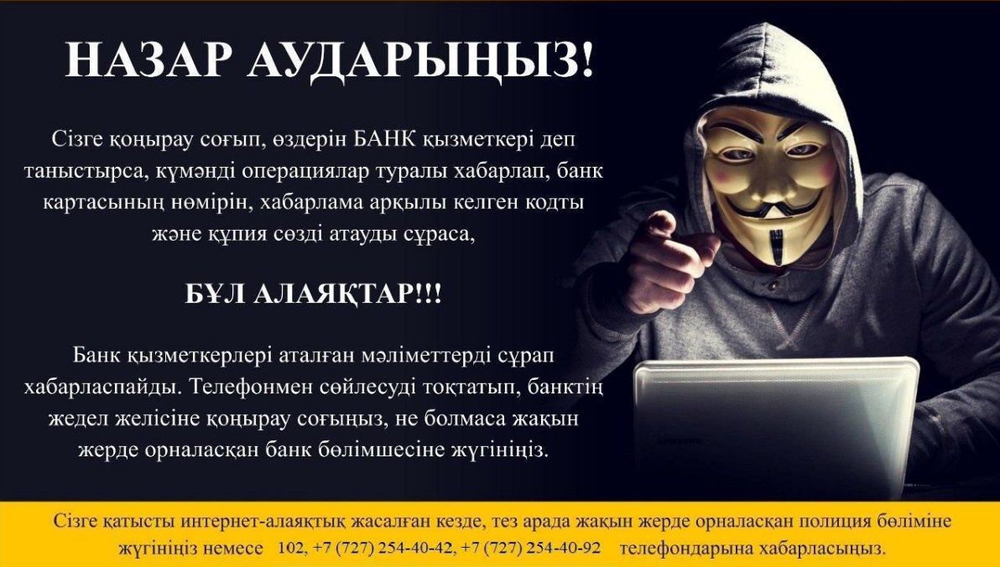 НАЗАР АУДАРЫҢЫЗ!
Сізге қоңырау соғып, өздерін БАНК қызметкері деп
таныстырса, күмәнді операциялар туралы хабарлап, банк
картасының нөмірін, хабарлама арқылы келген кодты
және құпия сөзді атауды сұраса,
БҰЛ АЛАЯҚТАР!!!
Банк қызметкерлері аталған мәліметтерді сұрап
хабарласпайды. Телефонмен сөйлесуді тоқтатып, банктің
жедел желісіне қоңырау соғыңыз, не болмаса жақын
жерде орналасқан банк бөлімшесіне жүгініңіз.
Сізге қатысты интернет-алаяқтық жасалған кезде, тез арада жақын жерде орналасқан полиция бөліміне
жүгініңіз немесе 102, +7 (727) 254-40-42, +7 (727) 254-40-92 телефондарына хабарласыңыз.